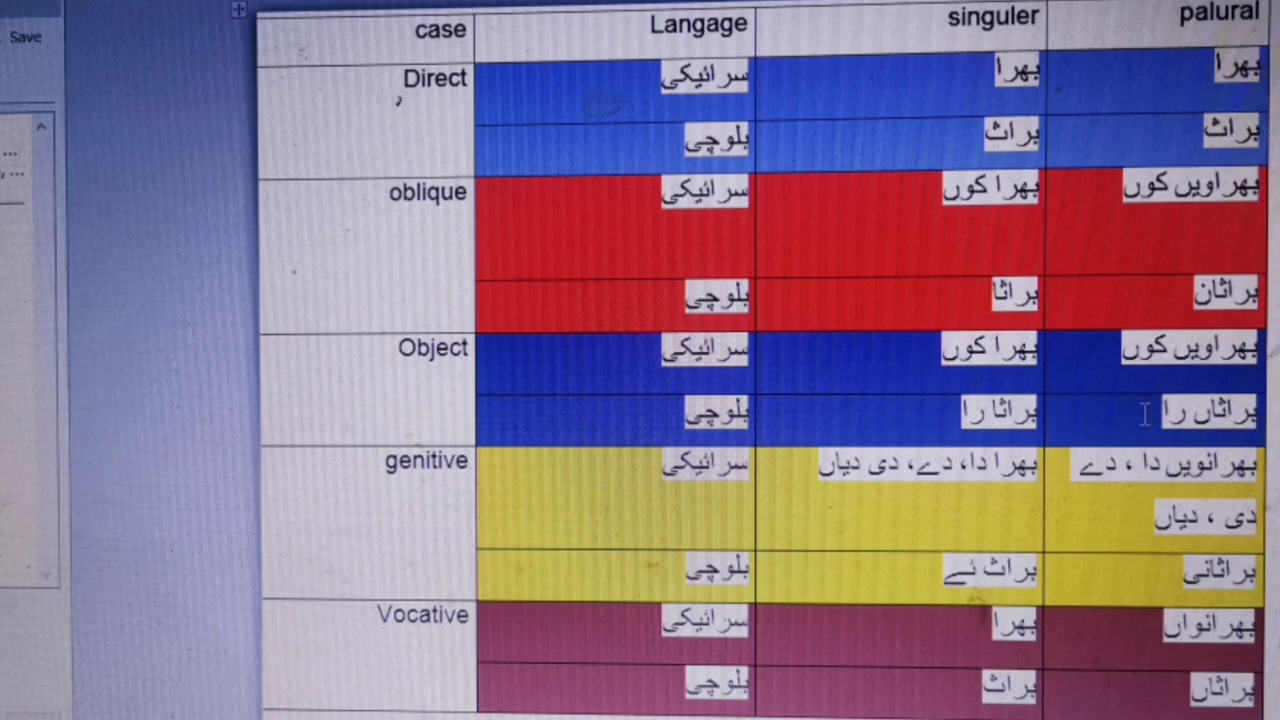 Save
case Langage singuler palural
Direct سرائیکی بھرا بھرا
بلوچی براث براث
oblique سرائیکی بھرا کوں بھراویں کوں
بلوچی براثا براثان
Object سرائیکی بھرا کوں بھراویں کوں
بلوچی براثا را براثاں را
genitive سرائیکی بھرا دا، دے، دی دیاں بھرانویں دا ، دے
دی ، دیاں
بلوچی براث ئے براثانی
Vocative سرائیکی بھرا بھرانواں
بلوچی براث براثاں